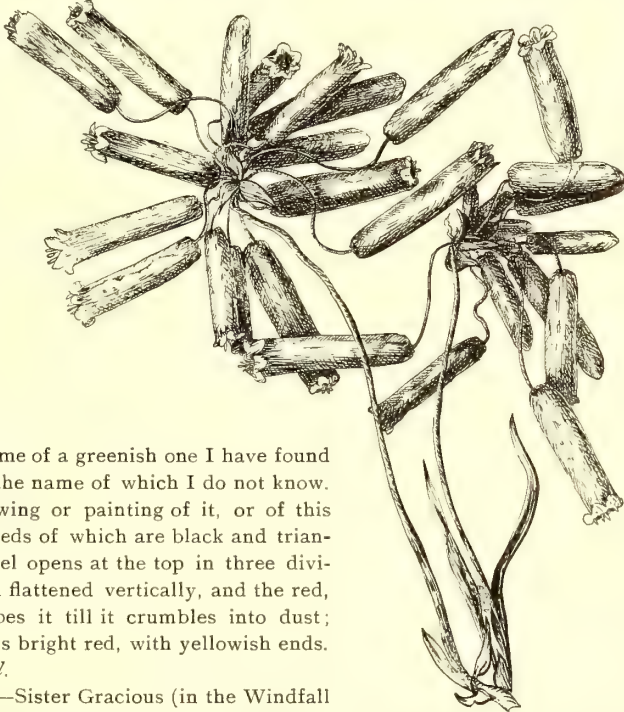 me of a greenish one I have found
he name of which I do not know.
wing or painting of it, or of this
eds of which are black and trian-
el opens at the top in three divi-
flattened vertically, and the red,
oes it till it crumbles into dust;
s bright red, with yellowish ends.
—Sister Gracious (in the Windfall